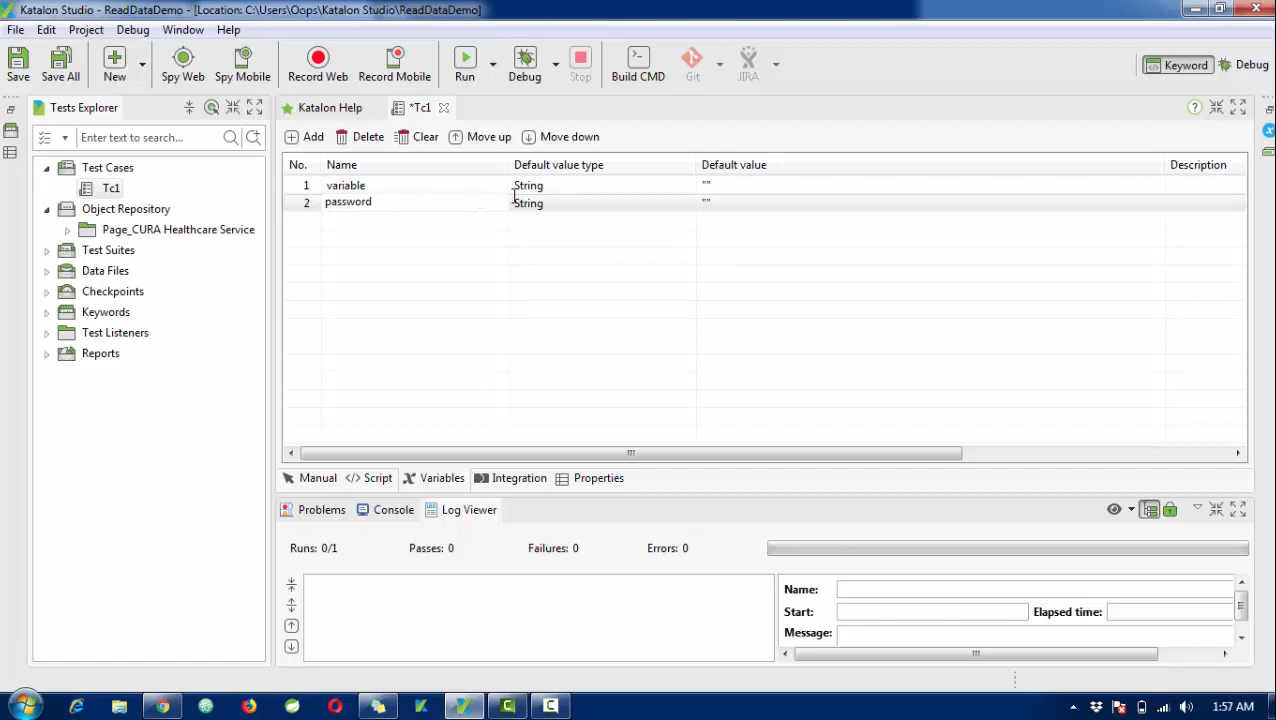 Katalon Studio - ReadDataDemo - [Location: C:\Users\Oops\Katalon Studio\ReadDataDemo]
File Edit Project Debug Window Help
Save Save All New Spy Web Spy Mobile Record Web Record Mobile Run Debug Stop Build CMD Git JIRA Keyword Debug
Tests Explorer
Katalon Help *Tc1
Enter text to search...
Add Delete Clear Move up Move down
No. Name Default value type Default value Description
1 variable String ""
2 password String ""
Test Cases
Tc1
Object Repository
Page_CURA Healthcare Service
Test Suites
Data Files
Checkpoints
Keywords
Test Listeners
Reports
Manual Script Variables Integration Properties
Problems Console Log Viewer
Runs: 0/1 Passes: 0 Failures: 0 Errors: 0
Name:
Start: Elapsed time:
Message:
1:57 AM